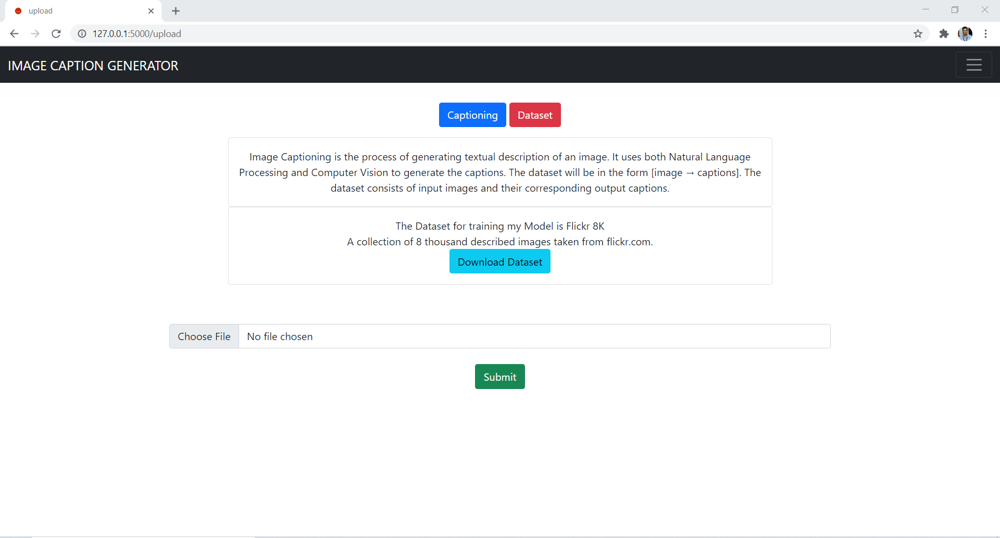 upload
127.0.0.1:5000/upload
IMAGE CAPTION GENERATOR
Captioning Dataset
Image Captioning is the process of generating textual description of an image. It uses both Natural Language
Processing and Computer Vision to generate the captions. The dataset will be in the form [image → captions]. The
dataset consists of input images and their corresponding output captions.
The Dataset for training my Model is Flickr 8K
A collection of 8 thousand described images taken from flickr.com.
Download Dataset
Choose File No file chosen
Submit